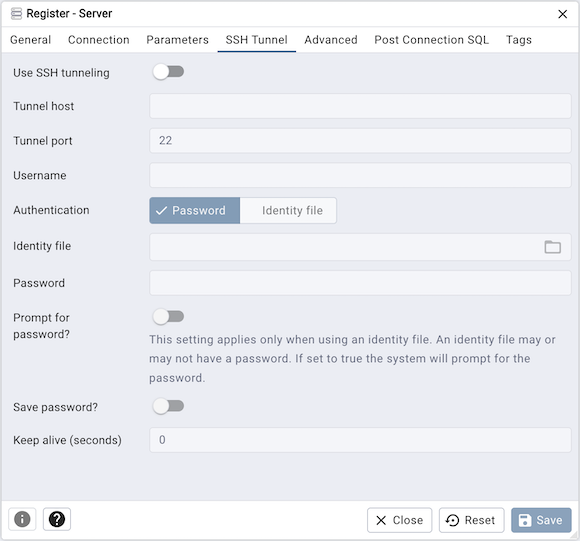 Register - Server
General Connection Parameters SSH Tunnel Advanced Post Connection SQL Tags
Use SSH tunneling
Tunnel host
Tunnel port 22
Username
Authentication Password Identity file
Identity file
Password
Prompt for
password?
This setting applies only when using an identity file. An identity file may or
may not have a password. If set to true the system will prompt for the
password.
Save password?
Keep alive (seconds) 0
Close Reset Save